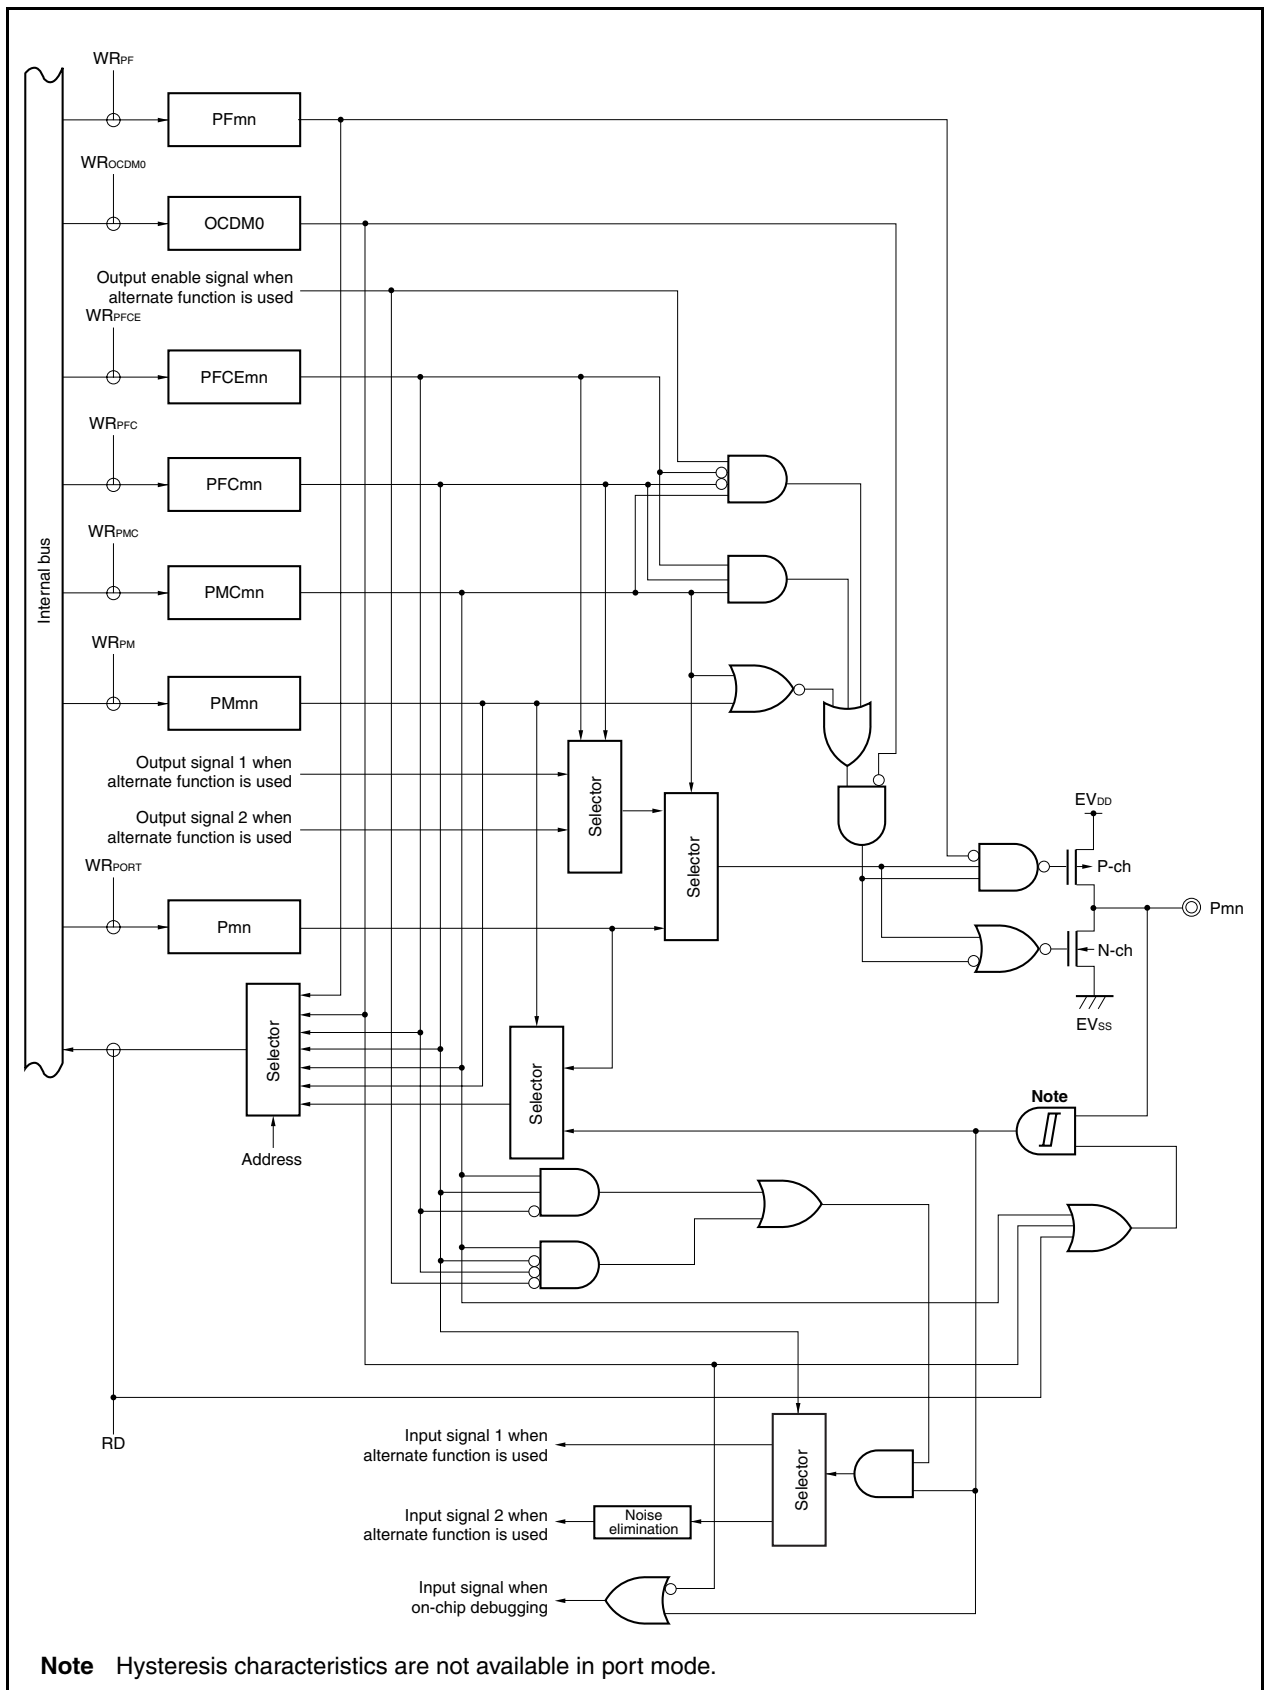 WRPF
PFmn
WROCDM0
OCDM0
Output enable signal when
alternate function is used
WRPFCE
PFCEmn
WRPFC
PFCmn
WRPMC
PMCmn
Internal bus
WRPM
PMmn
Output signal 1 when
alternate function is used
Output signal 2 when
alternate function is used
Selector
Selector
WRPORT
Pmn
EVDD
P-ch
Pmn
N-ch
EVSS
Selector
Address
Selector
Note
RD
Input signal 1 when
alternate function is used
Selector
Input signal 2 when
alternate function is used
Noise
elimination
Input signal when
on-chip debugging
Note Hysteresis characteristics are not available in port mode.